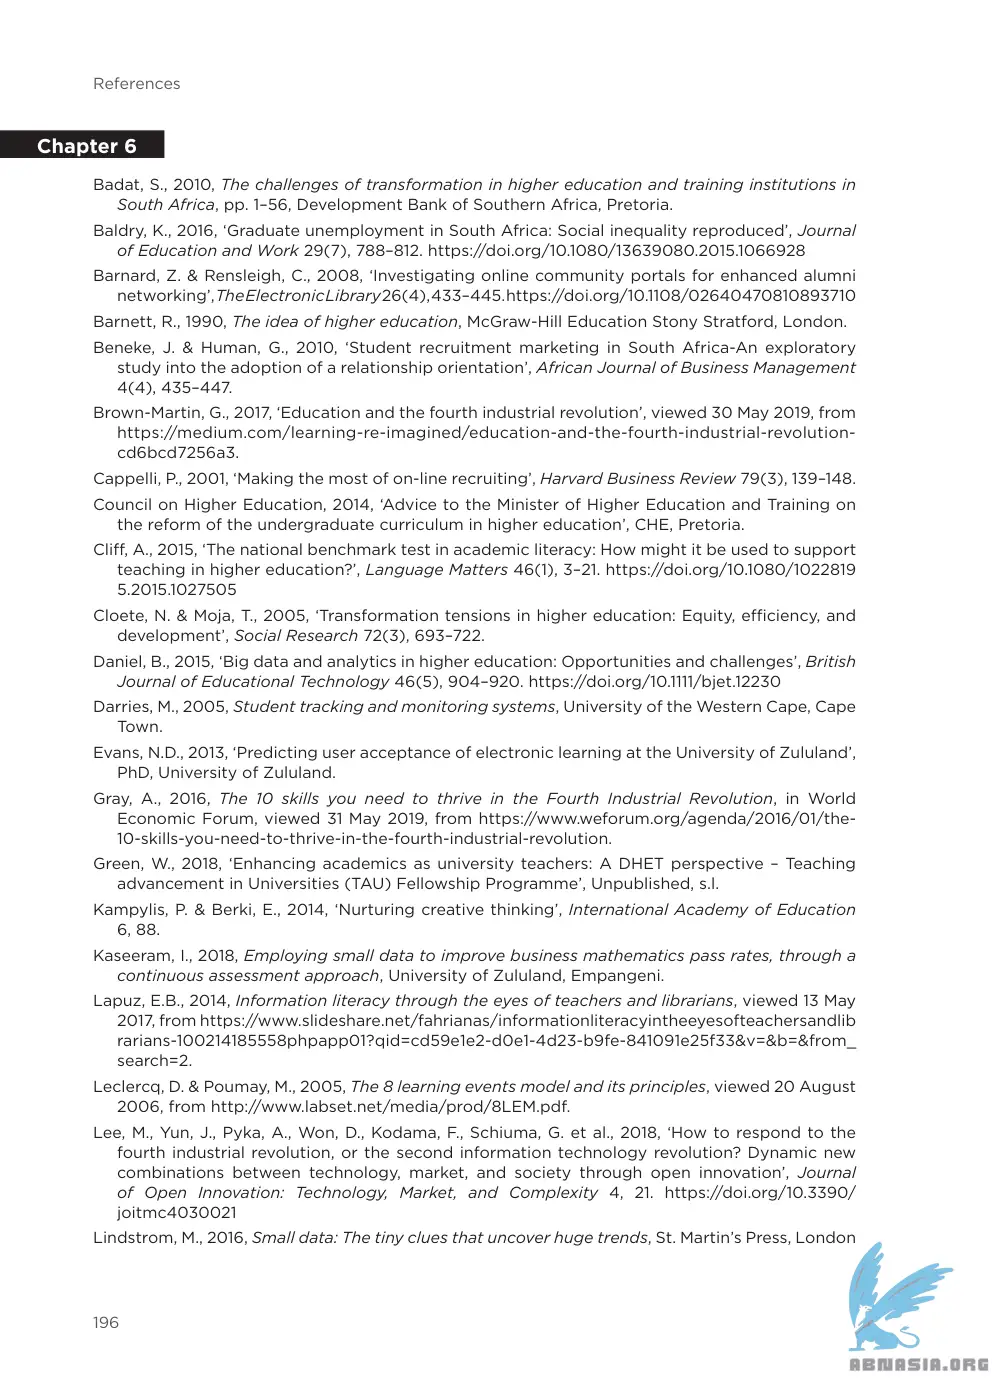 References
Chapter 6
Badat, S., 2010, The challenges of transformation in higher education and training institutions in
South Africa, pp. 1–56, Development Bank of Southern Africa, Pretoria.
Baldry, K., 2016, ‘Graduate unemployment in South Africa: Social inequality reproduced’, Journal
of Education and Work 29(7), 788–812. https://doi.org/10.1080/13639080.2015.1066928
Barnard, Z. & Rensleigh, C., 2008, ‘Investigating online community portals for enhanced alumni
networking’, The Electronic Library 26(4), 433–445. https://doi.org/10.1108/02640470810893710
Barnett, R., 1990, The idea of higher education, McGraw-Hill Education Stony Stratford, London.
Beneke, J. & Human, G., 2010, ‘Student recruitment marketing in South Africa-An exploratory
study into the adoption of a relationship orientation’, African Journal of Business Management
4(4), 435–447.
Brown-Martin, G., 2017, ‘Education and the fourth industrial revolution’, viewed 30 May 2019, from
https://medium.com/learning-re-imagined/education-and-the-fourth-industrial-revolution-
cd6bcd7256a3.
Cappelli, P., 2001, ‘Making the most of on-line recruiting’, Harvard Business Review 79(3), 139–148.
Council on Higher Education, 2014, ‘Advice to the Minister of Higher Education and Training on
the reform of the undergraduate curriculum in higher education’, CHE, Pretoria.
Cliff, A., 2015, ‘The national benchmark test in academic literacy: How might it be used to support
teaching in higher education?’, Language Matters 46(1), 3–21. https://doi.org/10.1080/1022819
5.2015.1027505
Cloete, N. & Moja, T., 2005, ‘Transformation tensions in higher education: Equity, efficiency, and
development’, Social Research 72(3), 693–722.
Daniel, B., 2015, ‘Big data and analytics in higher education: Opportunities and challenges’, British
Journal of Educational Technology 46(5), 904–920. https://doi.org/10.1111/bjet.12230
Darries, M., 2005, Student tracking and monitoring systems, University of the Western Cape, Cape
Town.
Evans, N.D., 2013, ‘Predicting user acceptance of electronic learning at the University of Zululand’,
PhD, University of Zululand.
Gray, A., 2016, The 10 skills you need to thrive in the Fourth Industrial Revolution, in World
Economic Forum, viewed 31 May 2019, from https://www.weforum.org/agenda/2016/01/the-
10-skills-you-need-to-thrive-in-the-fourth-industrial-revolution.
Green, W., 2018, ‘Enhancing academics as university teachers: A DHET perspective – Teaching
advancement in Universities (TAU) Fellowship Programme’, Unpublished, s.l.
Kampylis, P. & Berki, E., 2014, ‘Nurturing creative thinking’, International Academy of Education
6, 88.
Kaseeram, I., 2018, Employing small data to improve business mathematics pass rates, through a
continuous assessment approach, University of Zululand, Empangeni.
Lapuz, E.B., 2014, Information literacy through the eyes of teachers and librarians, viewed 13 May
2017, from https://www.slideshare.net/fahrianas/informationliteracyintheeyesofteachersandlib
rarians-100214185558phpapp01?qid=cd59e1e2-d0e1-4d23-b9fe-841091e25f33&v=&b=&from_
search=2.
Leclercq, D. & Poumay, M., 2005, The 8 learning events model and its principles, viewed 20 August
2006, from http://www.labset.net/media/prod/8LEM.pdf.
Lee, M., Yun, J., Pyka, A., Won, D., Kodama, F., Schiuma, G. et al., 2018, ‘How to respond to the
fourth industrial revolution, or the second information technology revolution? Dynamic new
combinations between technology, market, and society through open innovation’, Journal
of Open Innovation: Technology, Market, and Complexity 4, 21. https://doi.org/10.3390/
joitmc4030021
Lindstrom, M., 2016, Small data: The tiny clues that uncover huge trends, St. Martin’s Press, London
196
ABNASIA.ORG